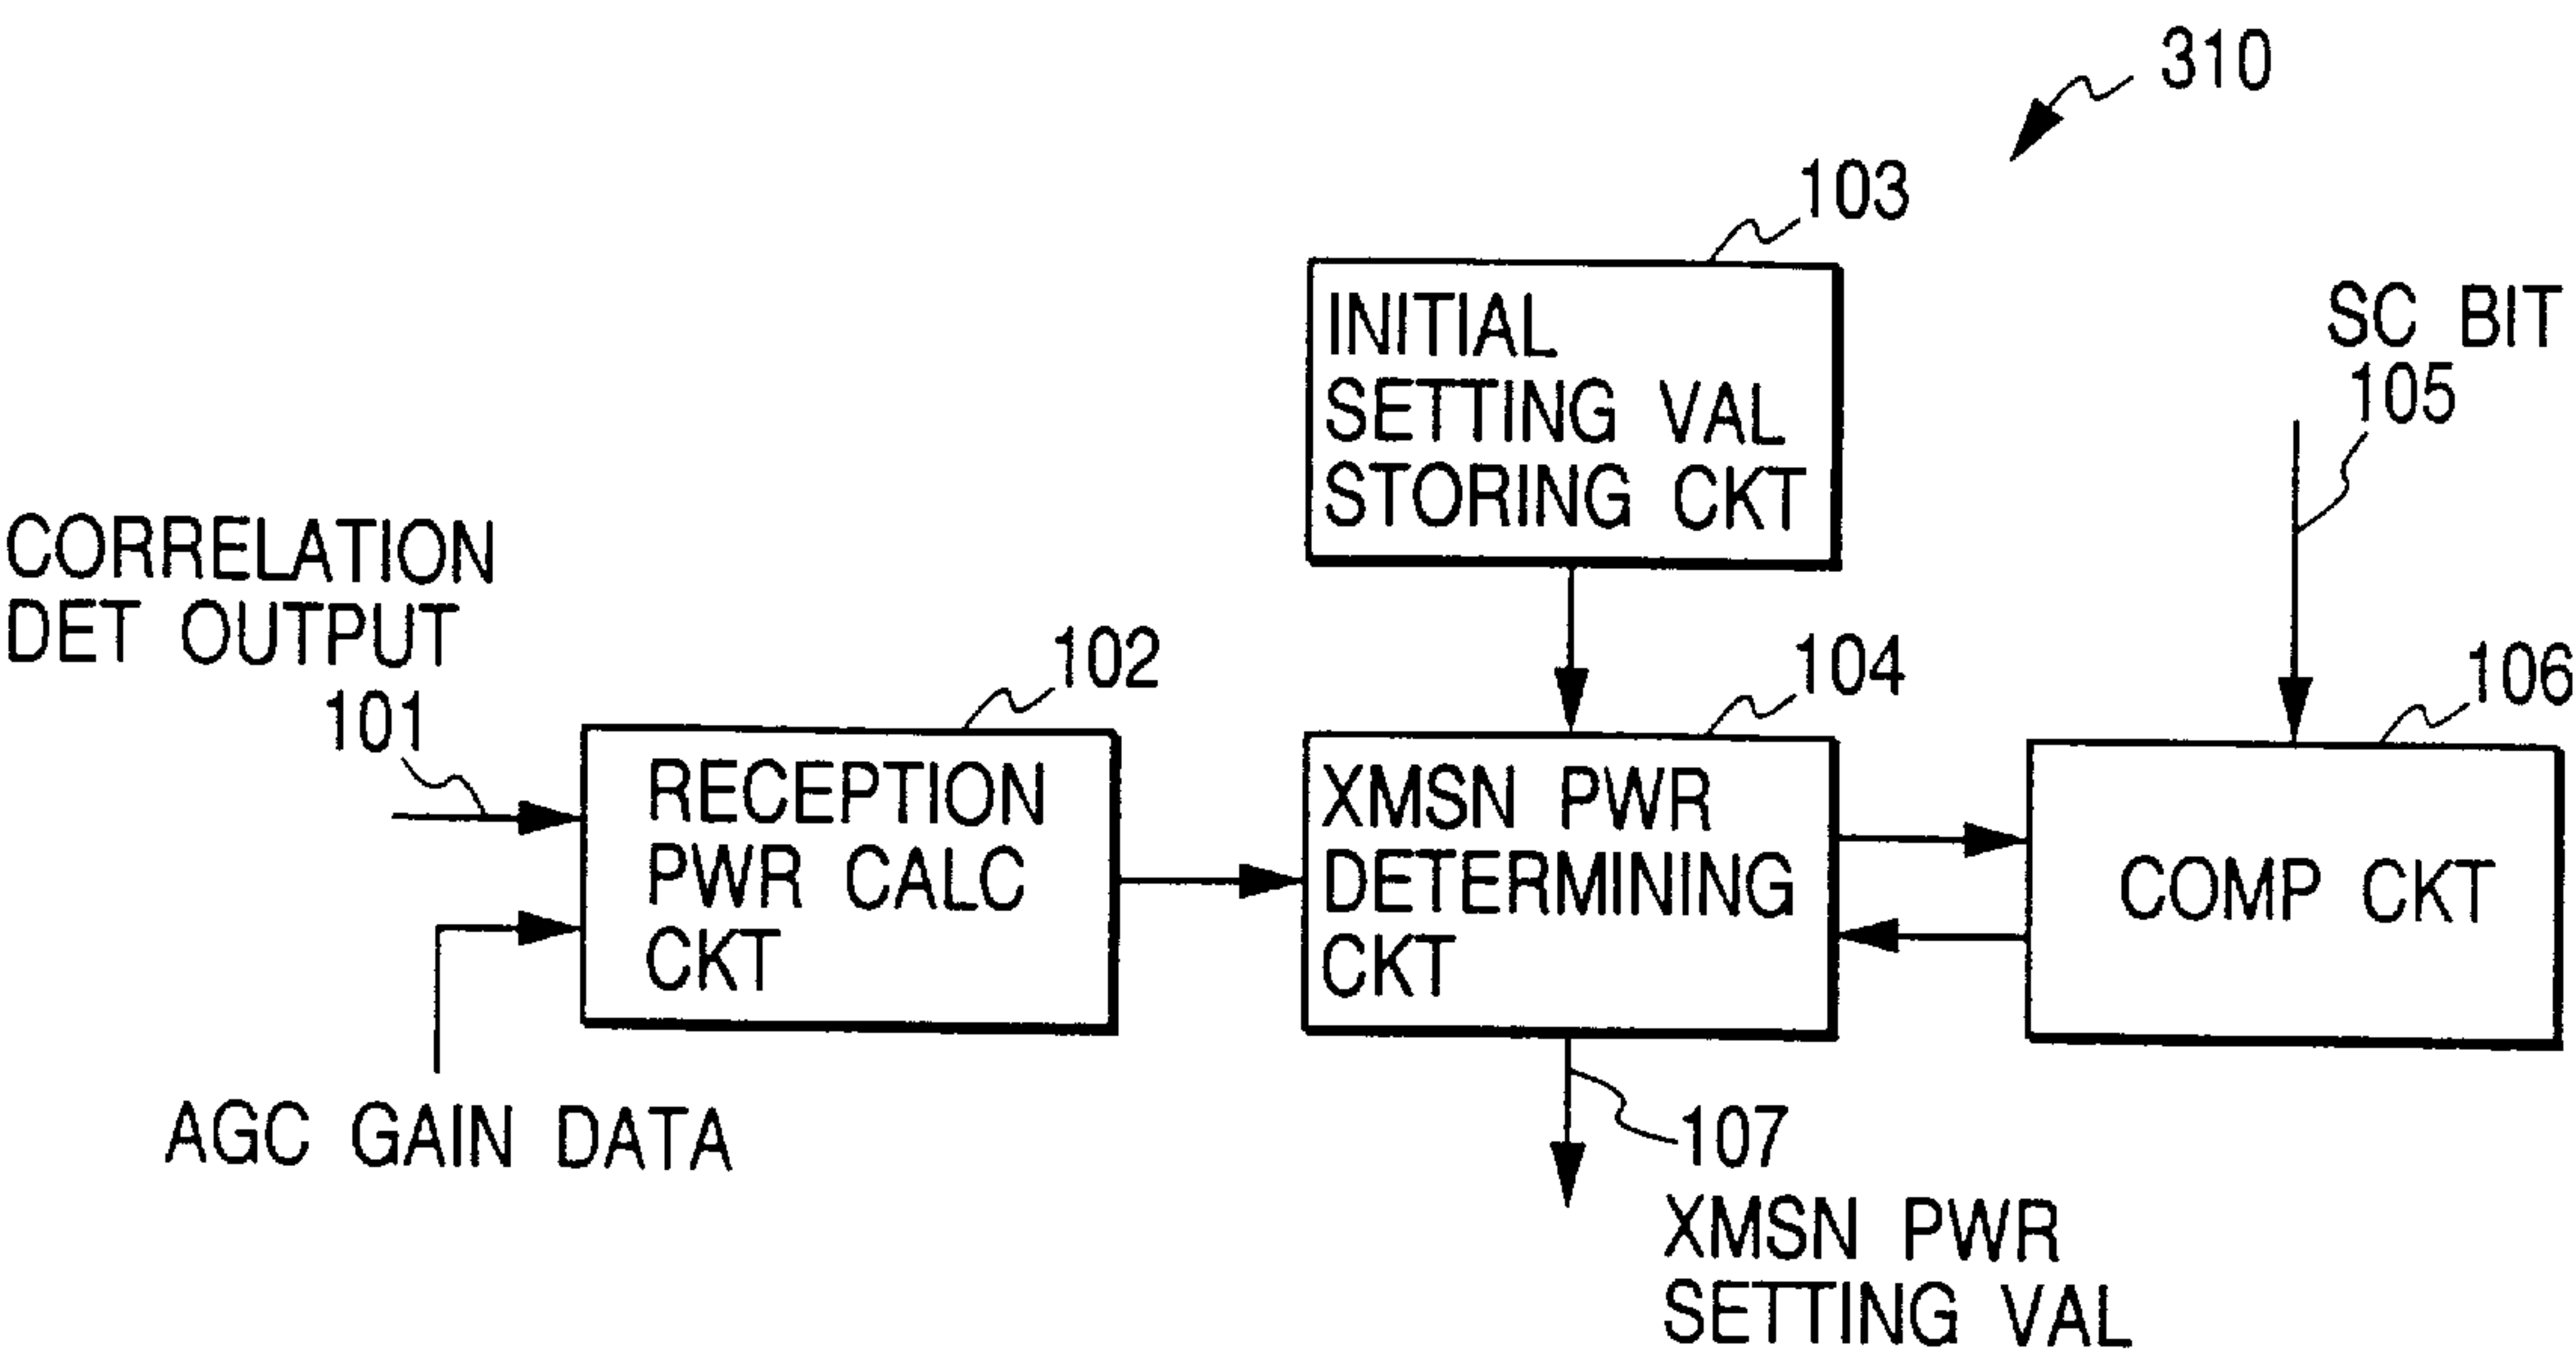 310
103
INITIAL
SETTING VAL
STORING CKT
SC BIT
105
CORRELATION
DET OUTPUT
101
102
RECEPTION
PWR CALC
CKT
104
XMSN PWR
DETERMINING
CKT
106
COMP CKT
AGC GAIN DATA
107
XMSN PWR
SETTING VAL